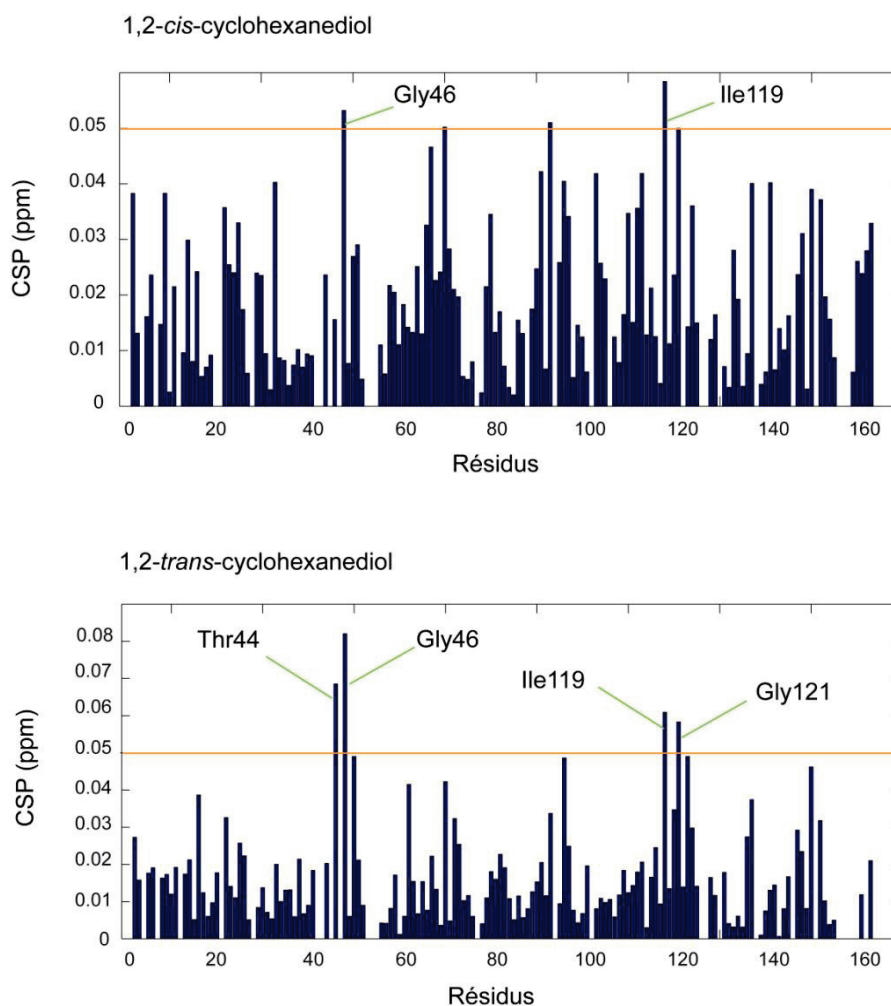 1,2-cis-cyclohexanediol
Gly46
Ile119
0.05
0.04
0.03
0.02
0.01
0
CSP (ppm)
0 20 40 60 80 100 120 140 160
Résidus
1,2-trans-cyclohexanediol
Thr44
Gly46
Ile119
Gly121
0.08
0.07
0.06
0.05
0.04
0.03
0.02
0.01
0
CSP (ppm)
0 20 40 60 80 100 120 140 160
Résidus